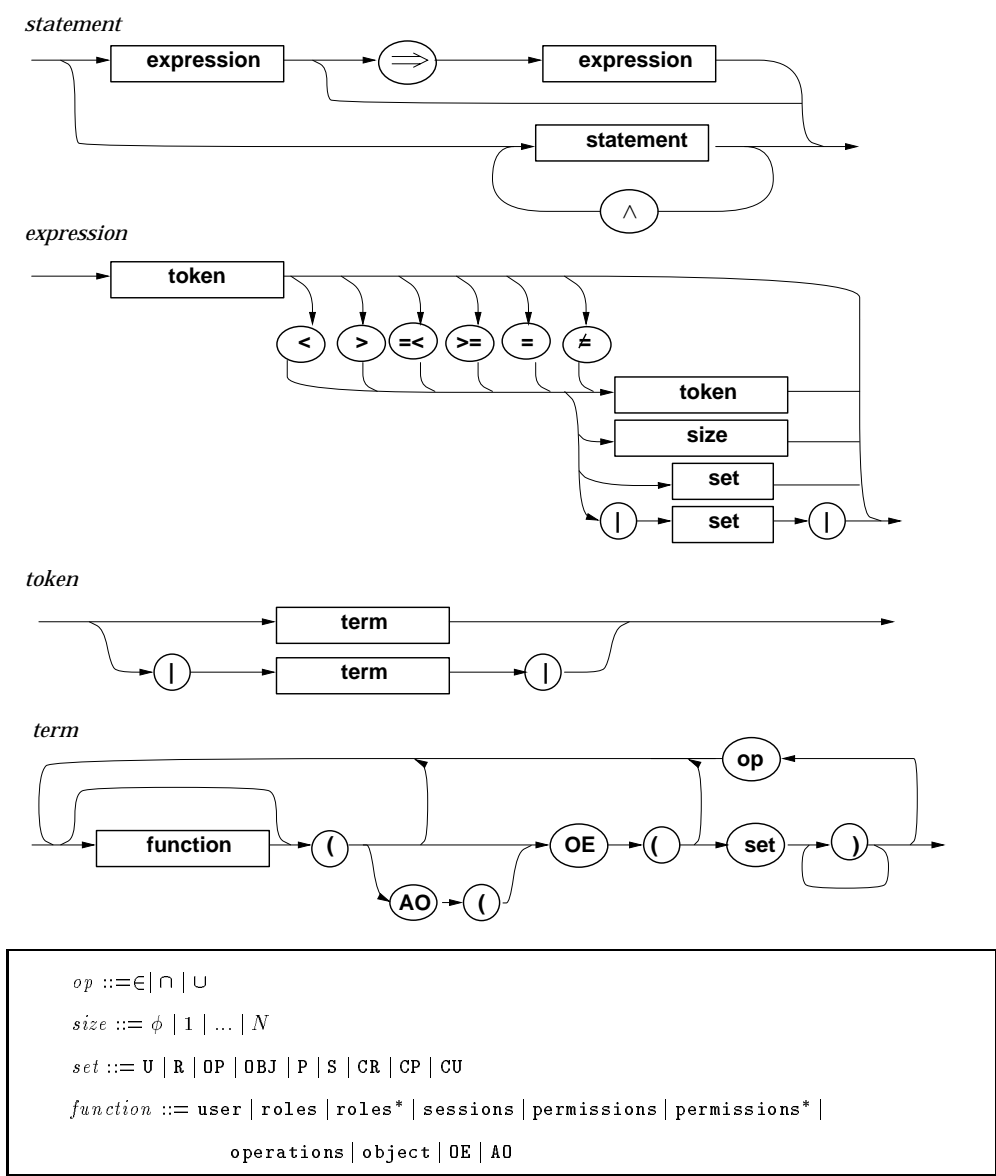 statement
expression ⇒ expression
statement
∧
expression
token
< > =< >= = ≠
token
size
set
| set |
token
term
| term |
term
op
function ( OE ( set )
AO (
op ::=∈| ∩ | ∪
size ::= ϕ | 1 | ... | N
set ::= U | R | OP | OBJ | P | S | CR | CP | CU
function ::= user | roles | roles* | sessions | permissions | permissions* |
operations | object | OE | AO